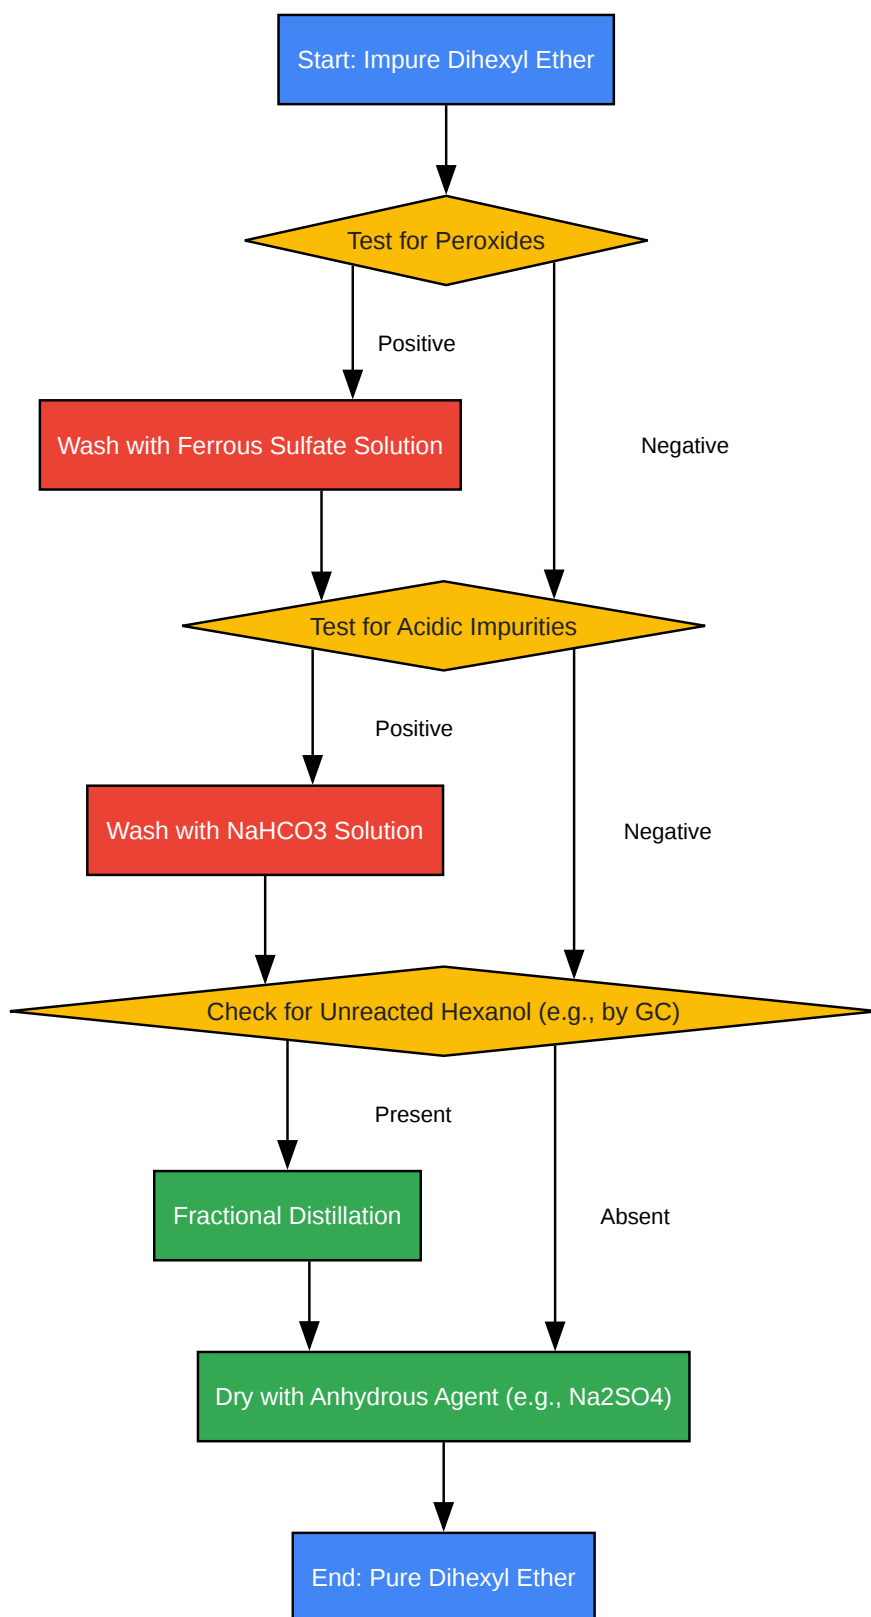 Start: Impure Dihexyl Ether
Test for Peroxides
Positive
Wash with Ferrous Sulfate Solution
Negative
Test for Acidic Impurities
Positive
Wash with NaHCO3 Solution
Negative
Check for Unreacted Hexanol (e.g., by GC)
Present
Fractional Distillation
Absent
Dry with Anhydrous Agent (e.g., Na2SO4)
End: Pure Dihexyl Ether